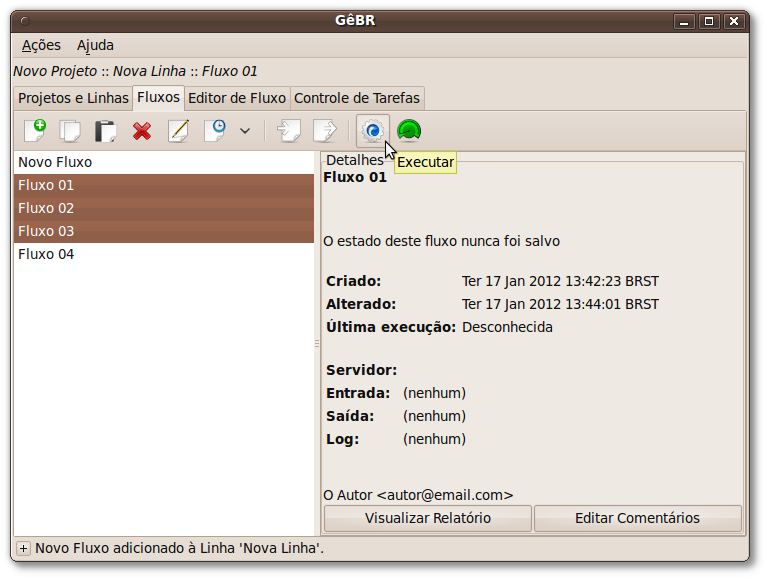 GêBR
Ações Ajuda
Novo Projeto :: Nova Linha :: Fluxo 01
Projetos e Linhas Fluxos Editor de Fluxo Controle de Tarefas
Executar
Novo Fluxo
Fluxo 01
Fluxo 02
Fluxo 03
Fluxo 04
Detalhes
Fluxo 01
O estado deste fluxo nunca foi salvo
Criado: Ter 17 Jan 2012 13:42:23 BRST
Alterado: Ter 17 Jan 2012 13:44:01 BRST
Última execução: Desconhecida
Servidor:
Entrada: (nenhum)
Saída: (nenhum)
Log: (nenhum)
O Autor <autor@email.com>
Visualizar Relatório Editar Comentários
Novo Fluxo adicionado à Linha 'Nova Linha'.